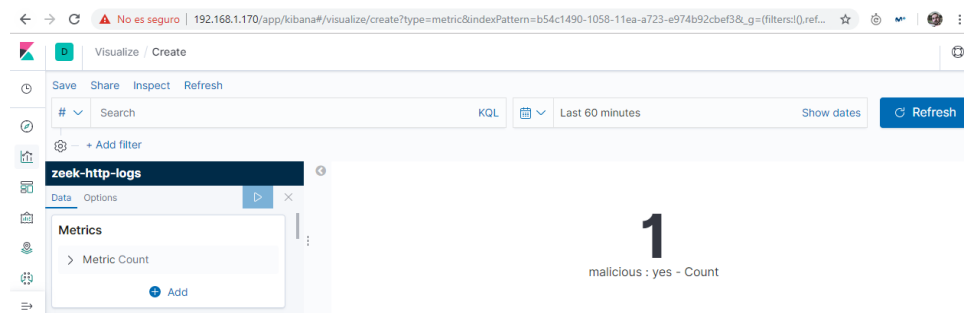 No es seguro | 192.168.1.170/app/kibana#/visualize/create?type=metric&indexPattern=b54c1490-1058-11ea-a723-e974b92cbef3&_g=(filters:!(),ref...
D Visualize / Create
Save Share Inspect Refresh
# Search KQL Last 60 minutes Show dates Refresh
+ Add filter
zeek-http-logs
Data Options
Metrics
Metric Count
Add
1
malicious : yes - Count